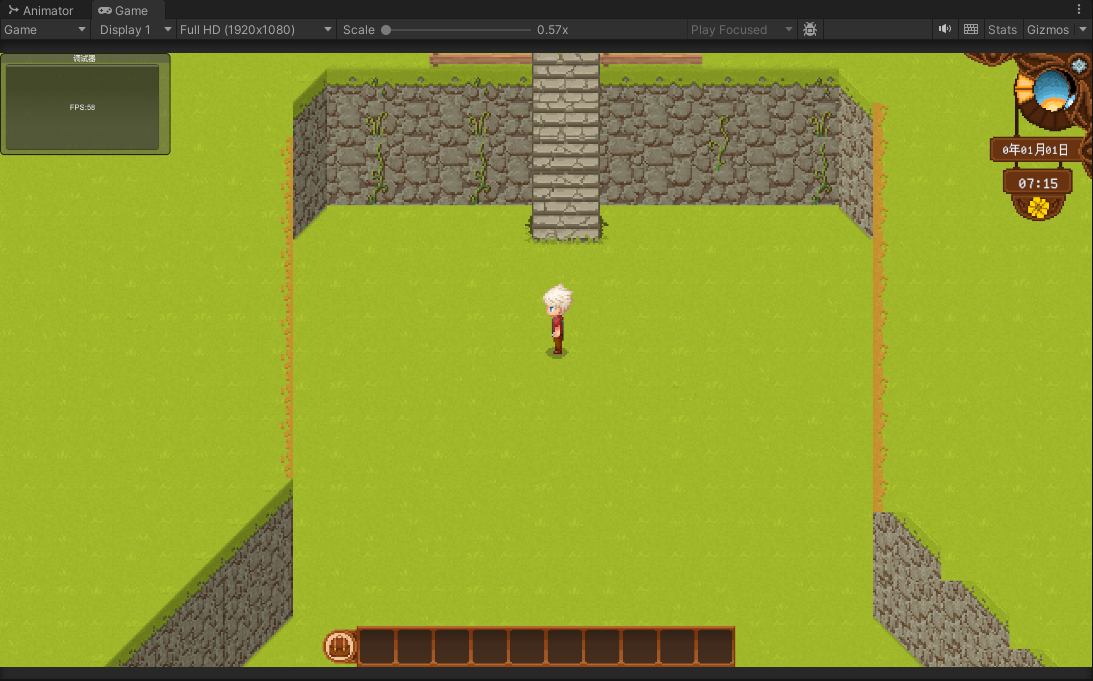 Animator
Game
Game
Display 1
Full HD (1920x1080)
Scale
0.57x
Play Focused
Stats
Gizmos
调试器
FPS:58
0年01月01日
07:15